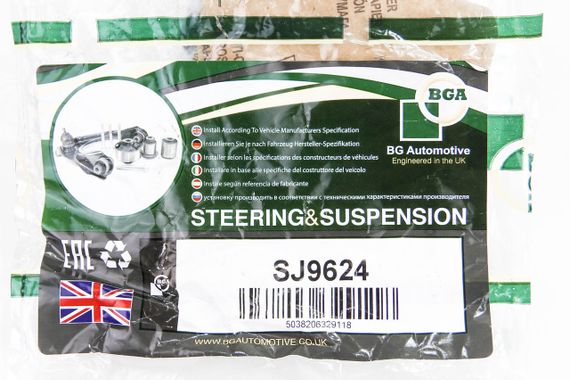 BGA
BG Automotive
Engineered in the UK
Install According To Vehicle Manufacturers Specification
Installieren Sie je nach Fahrzeug Hersteller-Spezifikation
Installer selon les spécifications des constructeurs de véhicules
Installare in base alle specifiche del costruttore del veicolo
Instale según referencia de fabricante
установку производить в соответствии с техническими характеристиками производителя
STEERING&SUSPENSION
EAC
SJ9624
BGA
5038206329118
WWW.BGAUTOMOTIVE.CO.UK